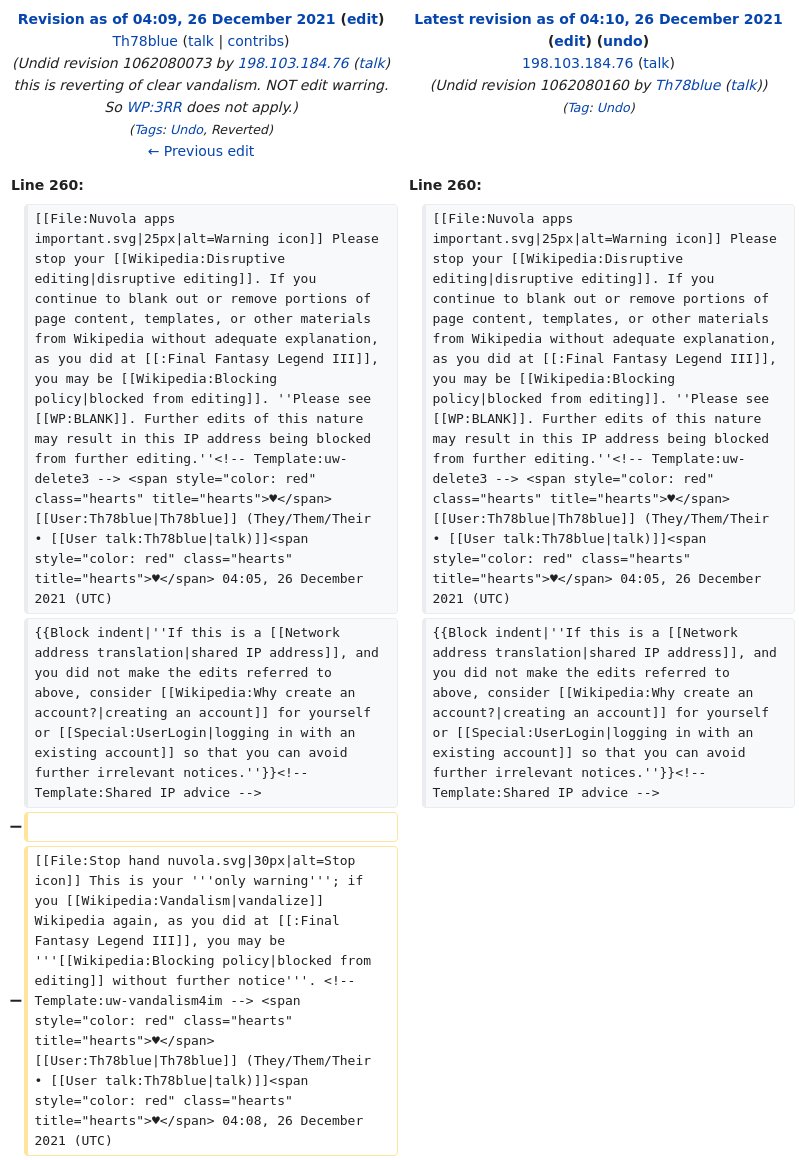 Revision as of 04:09, 26 December 2021 (edit)
Th78blue (talk | contribs)
(Undid revision 1062080073 by 198.103.184.76 (talk)
this is reverting of clear vandalism. NOT edit warring.
So WP:3RR does not apply.)
(Tags: Undo, Reverted)
← Previous edit
Latest revision as of 04:10, 26 December 2021
(edit) (undo)
198.103.184.76 (talk)
(Undid revision 1062080160 by Th78blue (talk))
(Tag: Undo)
Line 260:
Line 260:
[[File:Nuvola apps
important.svg|25px|alt=Warning icon]] Please
stop your [[Wikipedia:Disruptive
editing|disruptive editing]]. If you
continue to blank out or remove portions of
page content, templates, or other materials
from Wikipedia without adequate explanation,
as you did at [[:Final Fantasy Legend III]],
you may be [[Wikipedia:Blocking
policy|blocked from editing]]. ''Please see
[[WP:BLANK]]. Further edits of this nature
may result in this IP address being blocked
from further editing.''<!-- Template:uw-
delete3 --> <span style="color: red"
class="hearts" title="hearts">♥</span>
[[User:Th78blue|Th78blue]] (They/Them/Their
• [[User talk:Th78blue|talk)]]<span
style="color: red" class="hearts"
title="hearts">♥</span> 04:05, 26 December
2021 (UTC)
[[File:Nuvola apps
important.svg|25px|alt=Warning icon]] Please
stop your [[Wikipedia:Disruptive
editing|disruptive editing]]. If you
continue to blank out or remove portions of
page content, templates, or other materials
from Wikipedia without adequate explanation,
as you did at [[:Final Fantasy Legend III]],
you may be [[Wikipedia:Blocking
policy|blocked from editing]]. ''Please see
[[WP:BLANK]]. Further edits of this nature
may result in this IP address being blocked
from further editing.''<!-- Template:uw-
delete3 --> <span style="color: red"
class="hearts" title="hearts">♥</span>
[[User:Th78blue|Th78blue]] (They/Them/Their
• [[User talk:Th78blue|talk)]]<span
style="color: red" class="hearts"
title="hearts">♥</span> 04:05, 26 December
2021 (UTC)
{{Block indent|''If this is a [[Network
address translation|shared IP address]], and
you did not make the edits referred to
above, consider [[Wikipedia:Why create an
account?|creating an account]] for yourself
or [[Special:UserLogin|logging in with an
existing account]] so that you can avoid
further irrelevant notices.''}}<!--
Template:Shared IP advice -->
{{Block indent|''If this is a [[Network
address translation|shared IP address]], and
you did not make the edits referred to
above, consider [[Wikipedia:Why create an
account?|creating an account]] for yourself
or [[Special:UserLogin|logging in with an
existing account]] so that you can avoid
further irrelevant notices.''}}<!--
Template:Shared IP advice -->
−
−
[[File:Stop hand nuvola.svg|30px|alt=Stop
icon]] This is your '''only warning'''; if
you [[Wikipedia:Vandalism|vandalize]]
Wikipedia again, as you did at [[:Final
Fantasy Legend III]], you may be
'''[[Wikipedia:Blocking policy|blocked from
editing]] without further notice'''. <!--
Template:uw-vandalism4im --> <span
style="color: red" class="hearts"
title="hearts">♥</span>
[[User:Th78blue|Th78blue]] (They/Them/Their
• [[User talk:Th78blue|talk)]]<span
style="color: red" class="hearts"
title="hearts">♥</span> 04:08, 26 December
2021 (UTC)